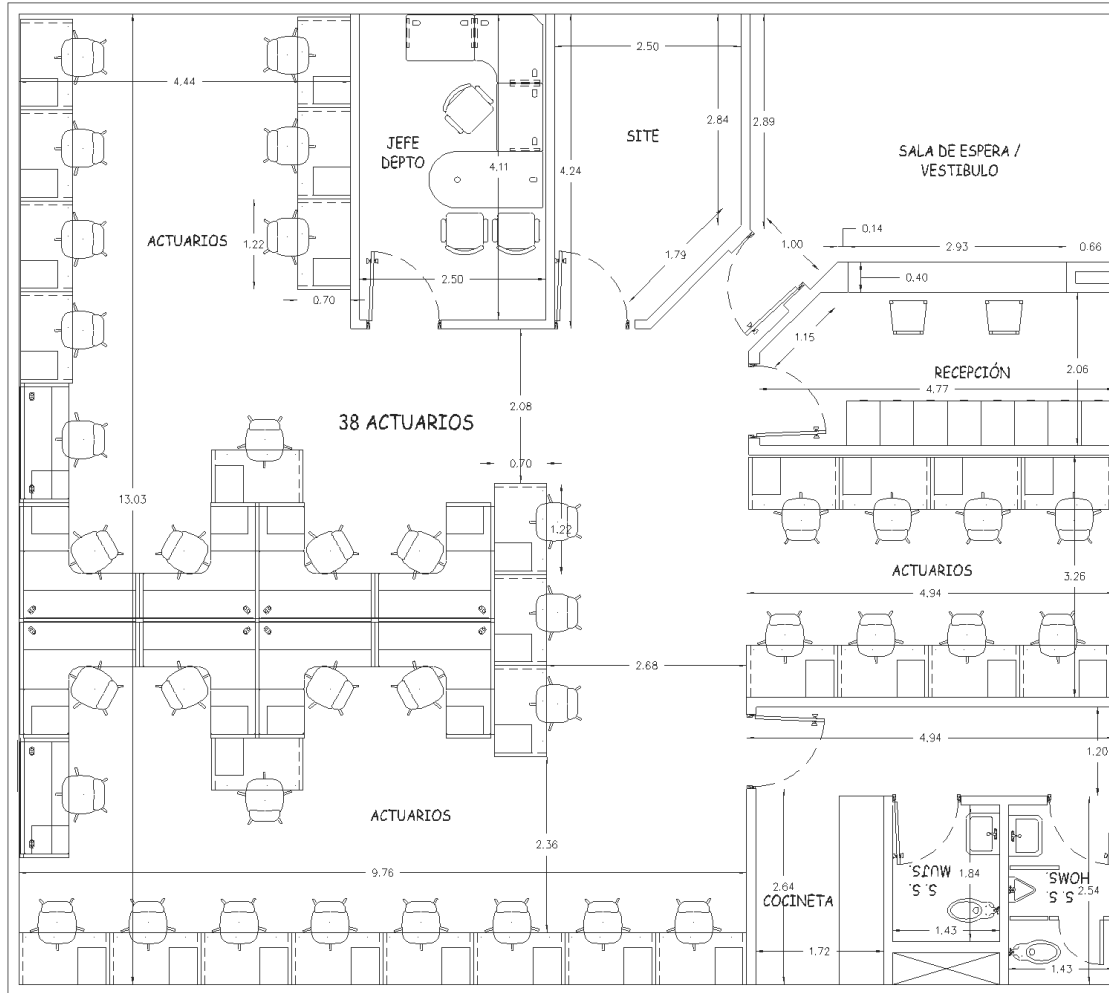 2.50
4.44
2.84
2.89
JEFE
DEPTO
SITE
SALA DE ESPERA /
VESTIBULO
4.11
4.24
ACTUARIOS
1.22
0.14
1.00
2.93
0.66
1.79
0.40
2.50
0.70
1.15
RECEPCIÓN
2.06
4.77
2.08
38 ACTUARIOS
0.70
13.03
1.22
ACTUARIOS
3.26
4.94
2.68
4.94
1.20
ACTUARIOS
2.36
9.76
2.64
COCINETA
S. S.
MUJS.
1.84
S. S.
HOMS.
2.54
1.43
1.72
1.43